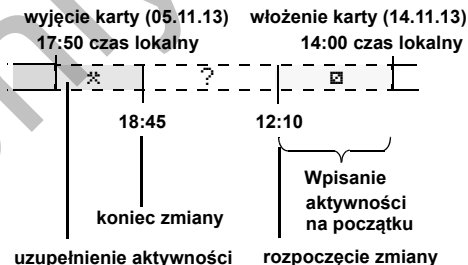 wyjęcie karty (05.11.13) włożenie karty (14.11.13)
17:50 czas lokalny 14:00 czas lokalny
?
18:45 12:10
Wpisanie
aktywności
na początku
koniec zmiany
uzupełnienie aktywności rozpoczęcie zmiany